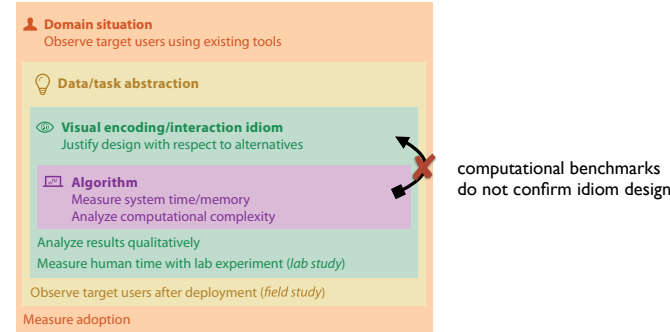 Domain situation
Observe target users using existing tools
Data/task abstraction
Visual encoding/interaction idiom
Justify design with respect to alternatives
Algorithm
Measure system time/memory
Analyze computational complexity
Analyze results qualitatively
Measure human time with lab experiment (lab study)
Observe target users after deployment (field study)
Measure adoption
computational benchmarks
do not confirm idiom design